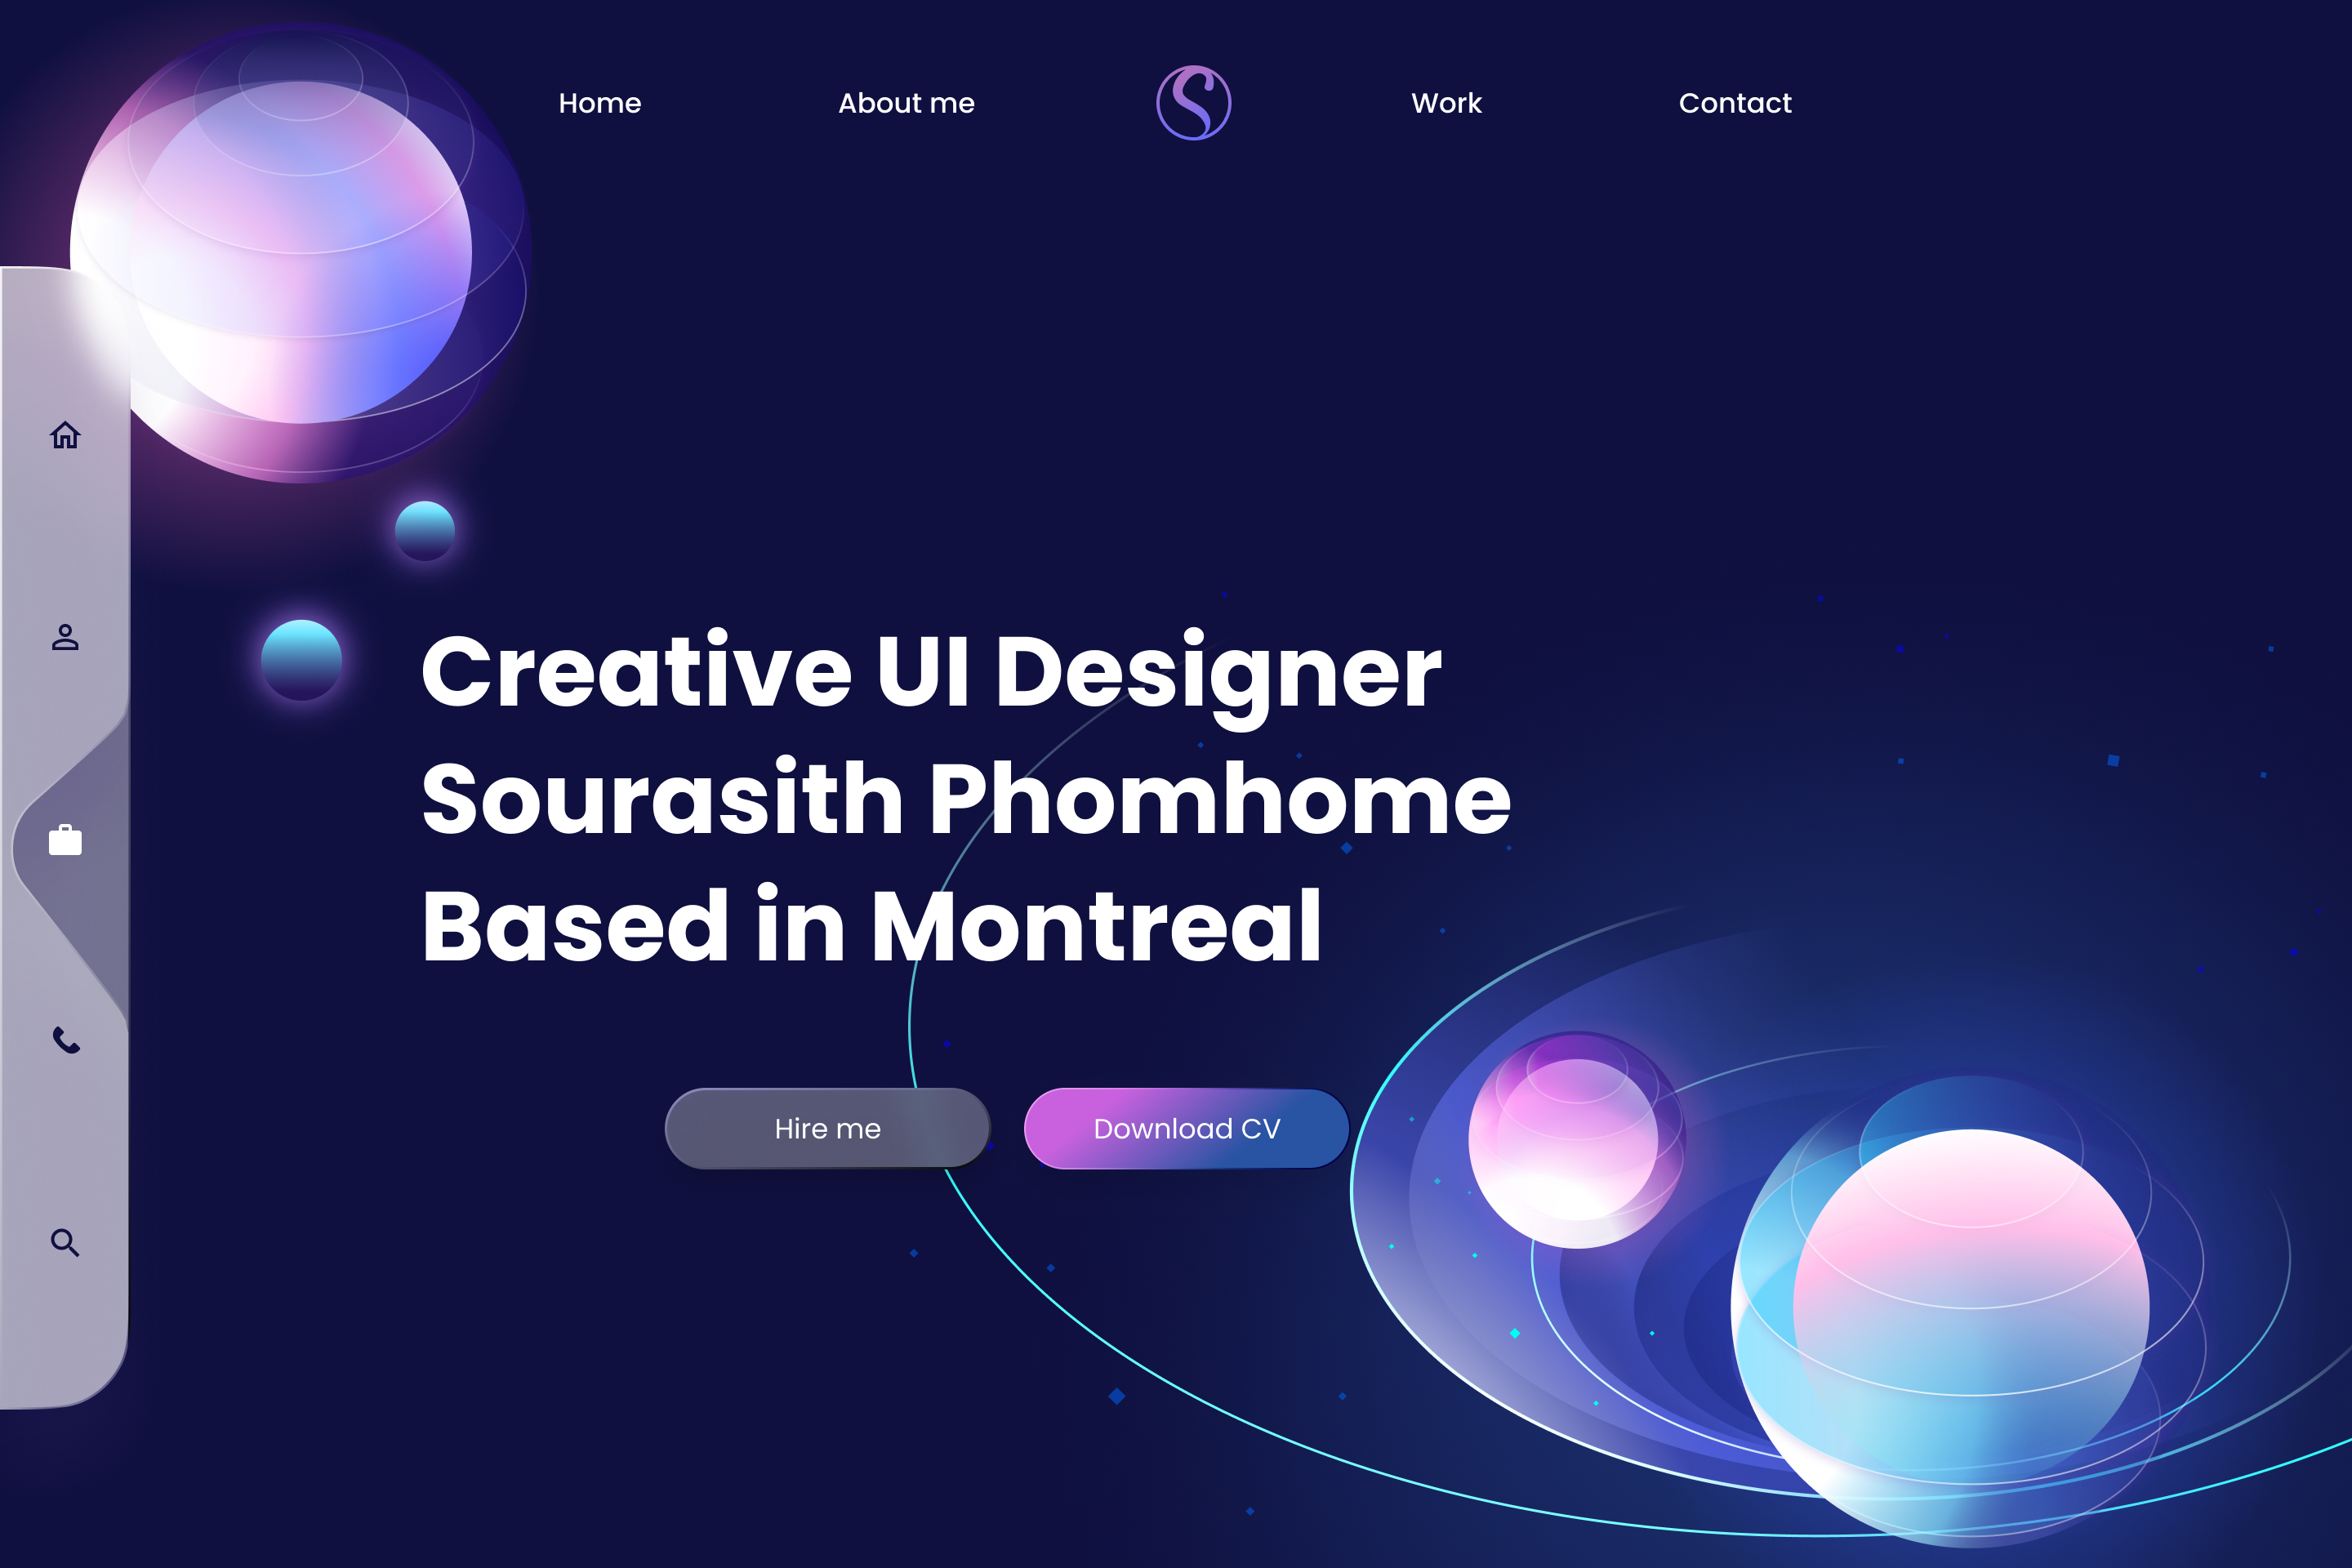 Home About me S Work Contact
Creative UI Designer
Sourasith Phomhome
Based in Montreal
Hire me Download CV